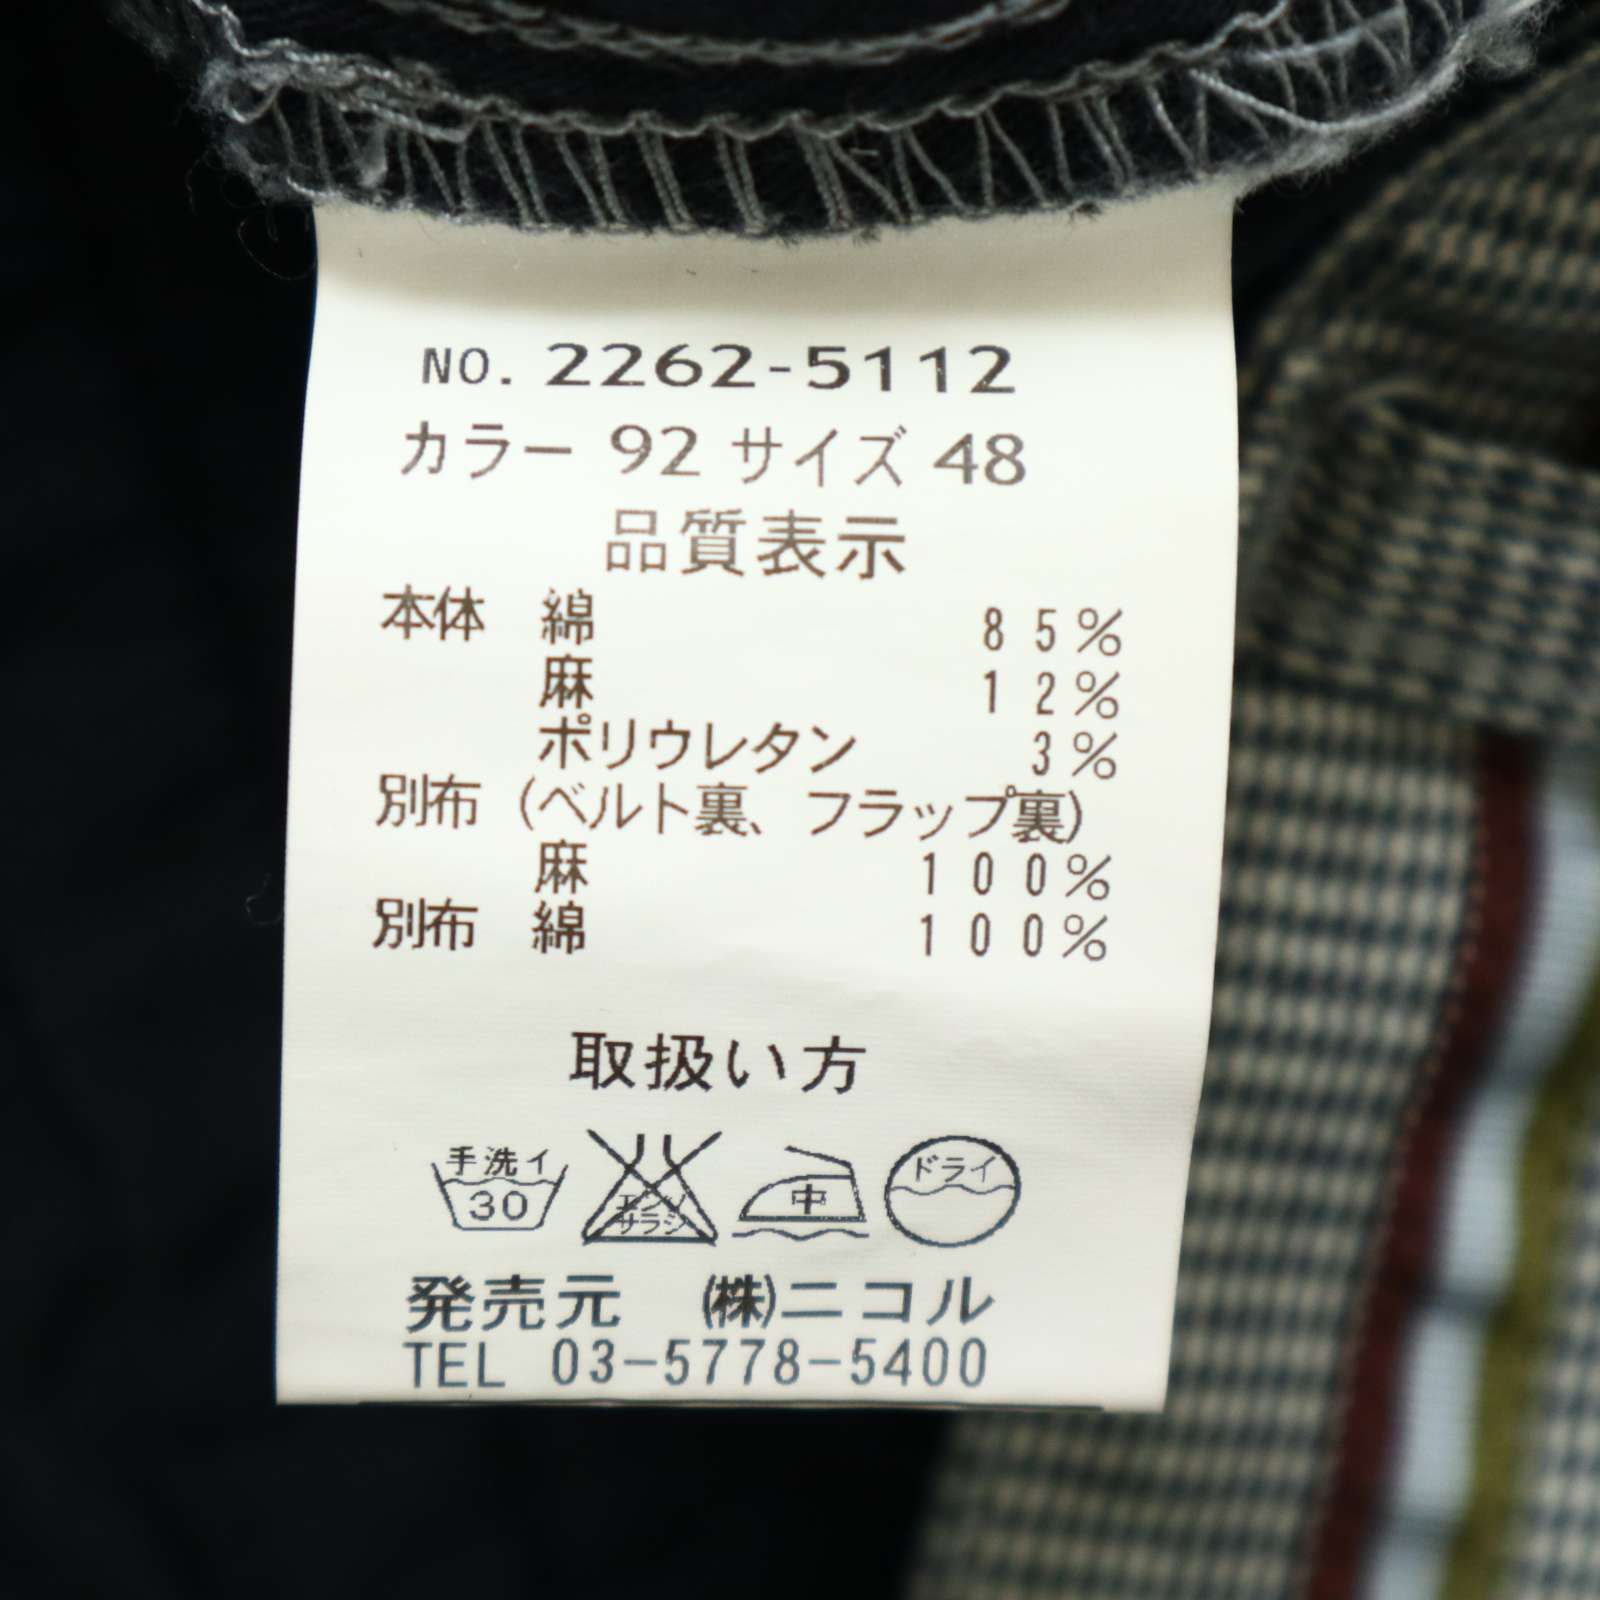 NO. 2262-5112
カラー 92 サイズ 48
品質表示
本体 綿 85%
麻 12%
ポリウレタン 3%
別布 (ベルト裏、フラップ裏)
麻 100%
別布 綿 100%
取扱い方
手洗イ 30 エンソサラシ 中 ドライ
発売元 (株)ニコル
TEL 03-5778-5400